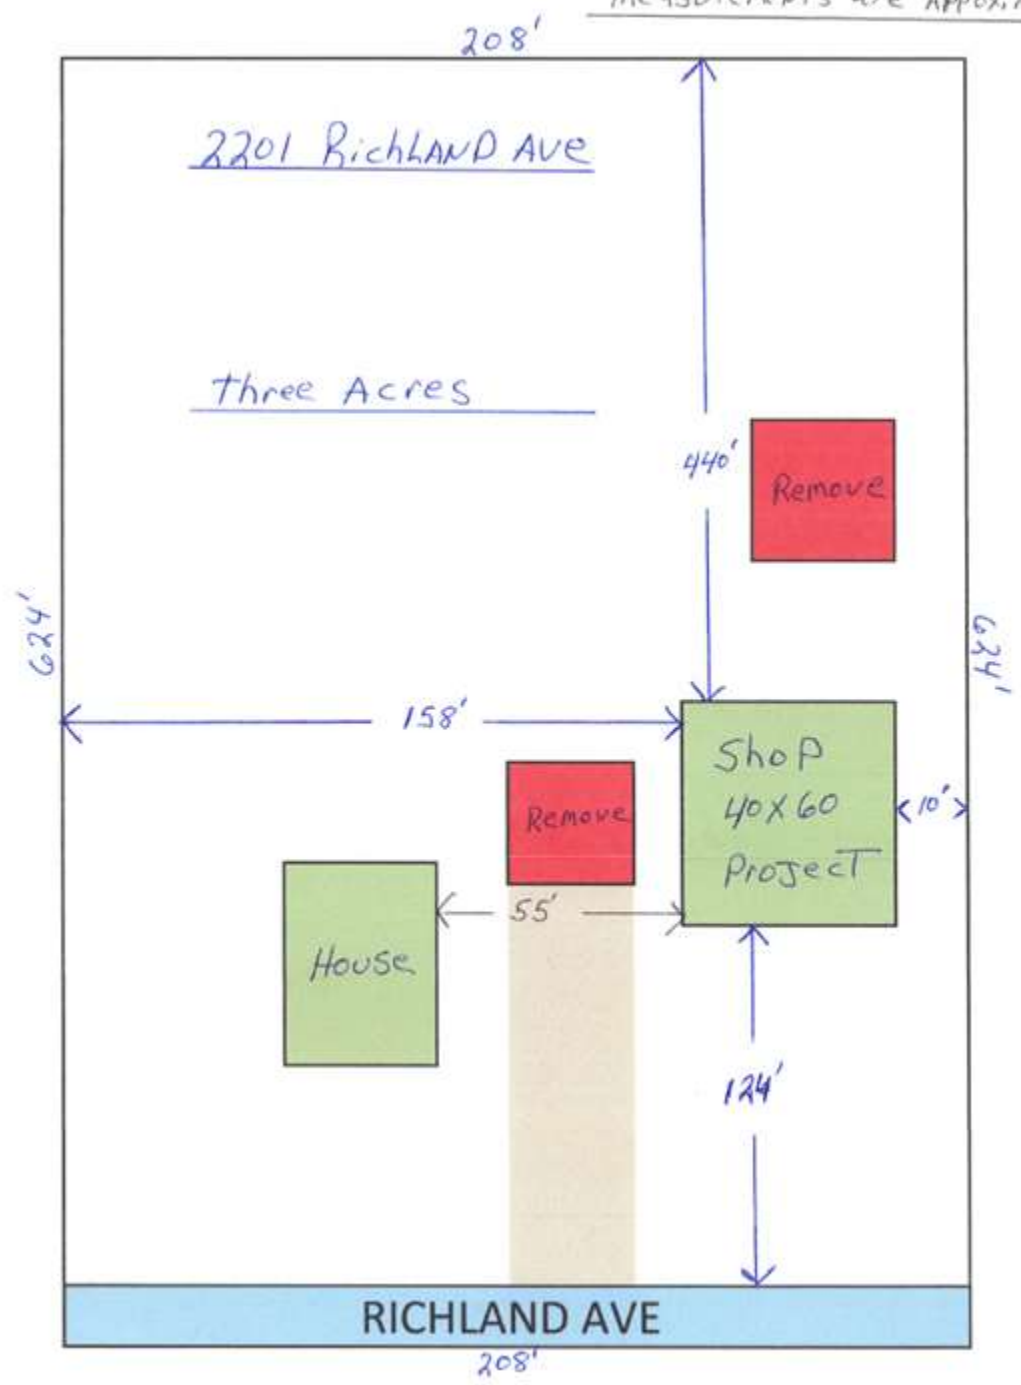 208'
2201 RichLAND AVE
Three Acres
440'
Remove
624'
624'
158'
Shop
40X60
Project
10'
Remove
55'
House
124'
RICHLAND AVE
208'